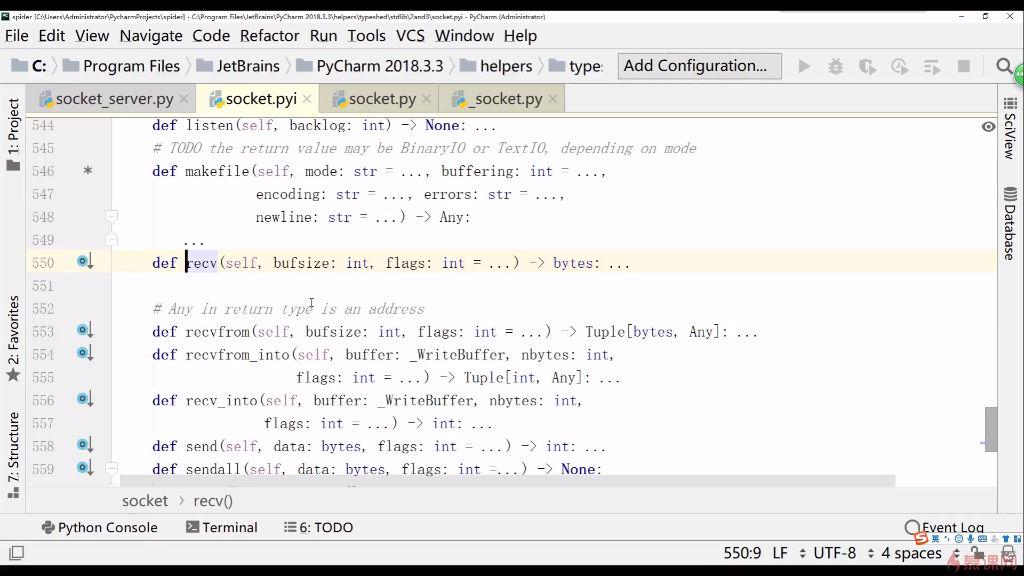 spider [C:\Users\Administrator\PycharmProjects\spider] - C:\Program Files\JetBrains\PyCharm 2018.3.3\helpers\typeshed\stdlib\2and3\socket.pyi - PyCharm (Administrator)
File Edit View Navigate Code Refactor Run Tools VCS Window Help
C: Program Files JetBrains PyCharm 2018.3.3 helpers type: Add Configuration...
socket_server.py socket.pyi socket.py _socket.py
1: Project
2: Favorites
7: Structure
SciView
Database
544 def listen(self, backlog: int) -> None: ...
545 # TODO the return value may be BinaryIO or TextIO, depending on mode
546 * def makefile(self, mode: str = ..., buffering: int = ...,
547 encoding: str = ..., errors: str = ...,
548 newline: str = ...) -> Any:
549 ...
550 def recv(self, bufsize: int, flags: int = ...) -> bytes: ...
551
552 # Any in return type is an address
553 def recvfrom(self, bufsize: int, flags: int = ...) -> Tuple[bytes, Any]: ...
554 def recvfrom_into(self, buffer: _WriteBuffer, nbytes: int,
555 flags: int = ...) -> Tuple[int, Any]: ...
556 def recv_into(self, buffer: _WriteBuffer, nbytes: int,
557 flags: int = ...) -> int: ...
558 def send(self, data: bytes, flags: int = ...) -> int: ...
559 def sendall(self, data: bytes, flags: int =...) -> None:
socket › recv()
Python Console Terminal 6: TODO Event Log
英
550:9 LF UTF-8 4 spaces
慕课网